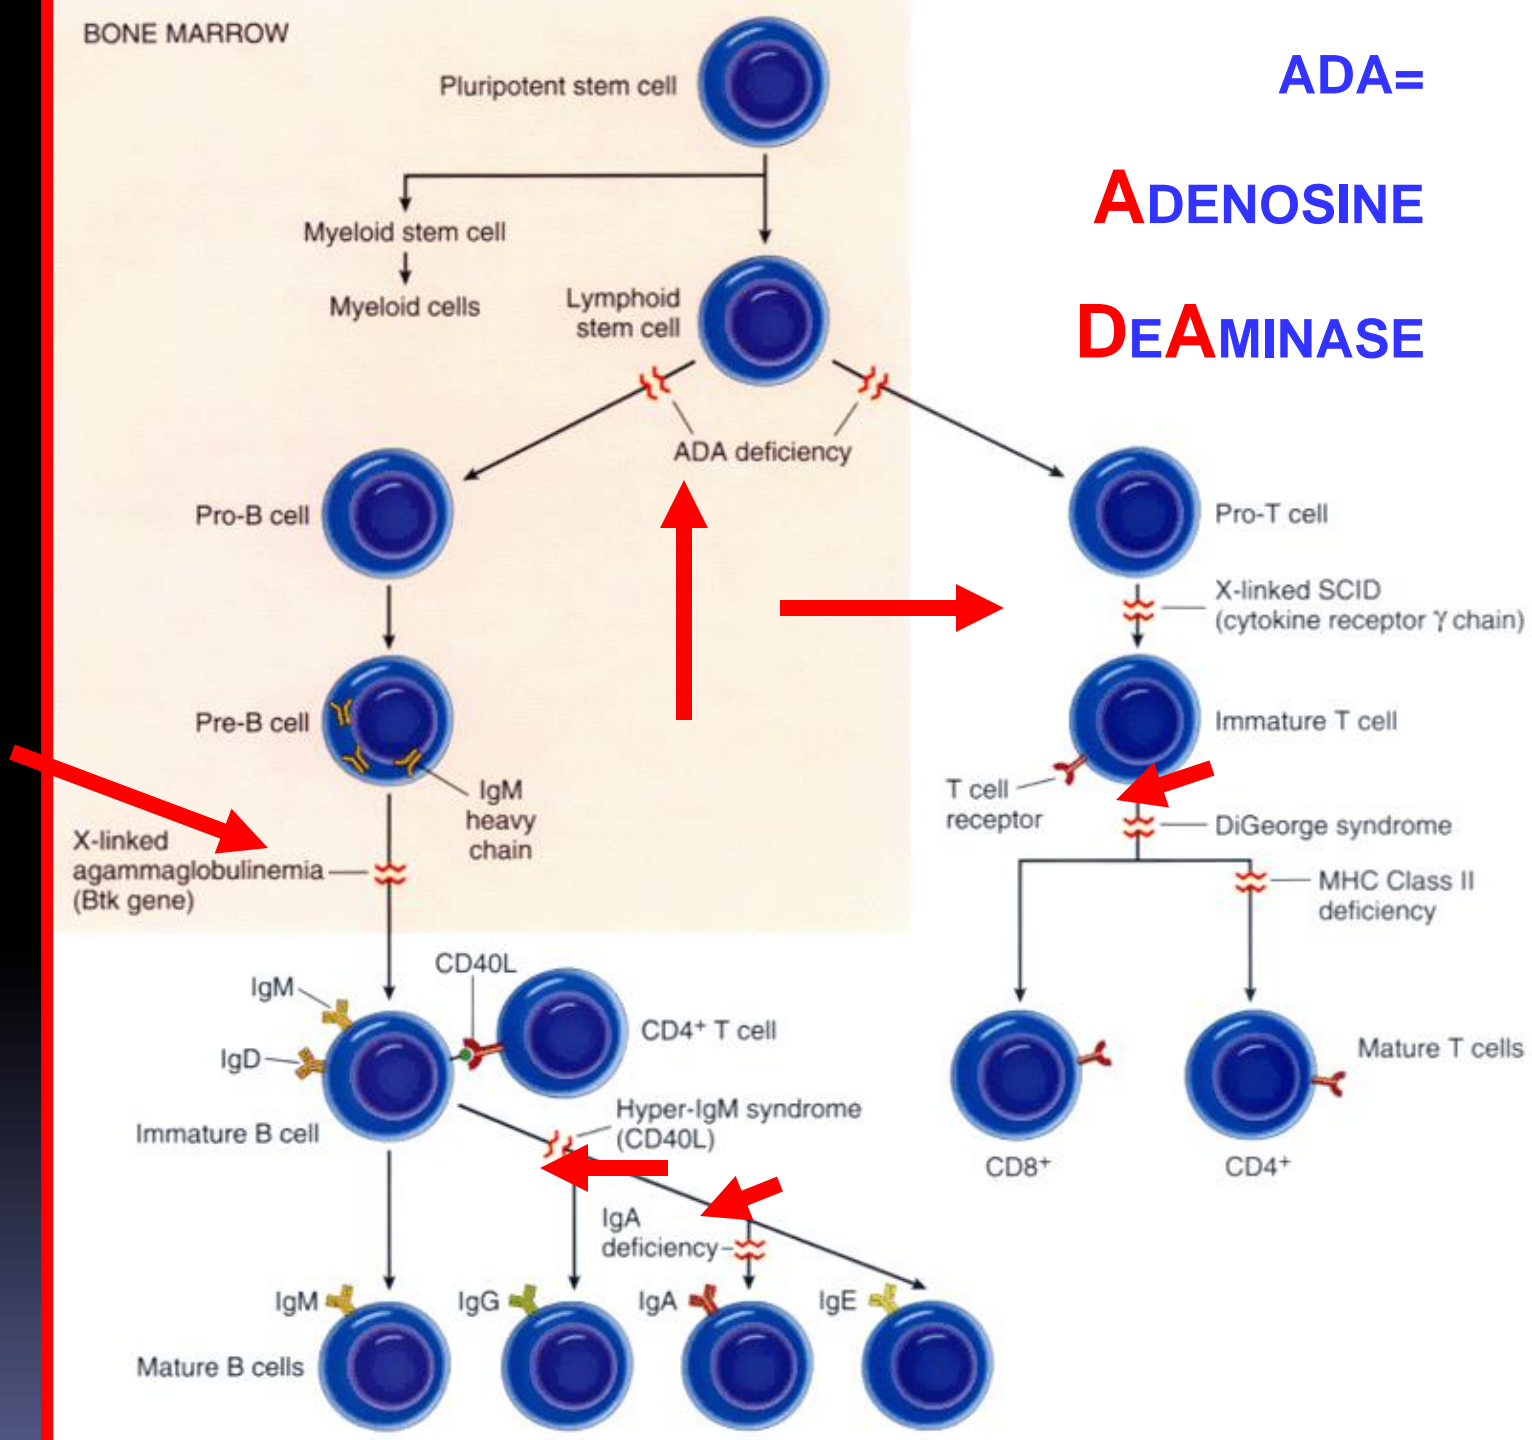 BONE MARROW
Pluripotent stem cell
ADA=
ADENOSINE
DEAMINASE
Myeloid stem cell
Myeloid cells
Lymphoid
stem cell
ADA deficiency
Pro-B cell
Pro-T cell
X-linked SCID
(cytokine receptor γ chain)
Pre-B cell
Immature T cell
IgM
heavy
chain
T cell
receptor
X-linked
agammaglobulinemia
(Btk gene)
DiGeorge syndrome
MHC Class II
deficiency
CD40L
IgM
CD4+ T cell
IgD
Mature T cells
Immature B cell
Hyper-IgM syndrome
(CD40L)
CD8+
CD4+
IgA
deficiency
IgM
IgG
IgA
IgE
Mature B cells